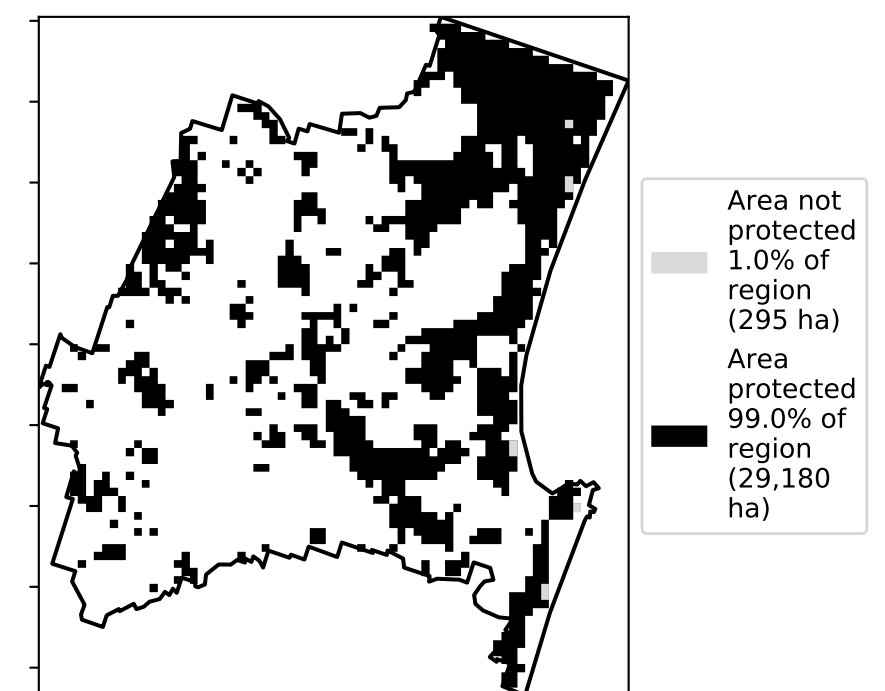 Area not
protected
1.0% of
region
(295 ha)
Area
protected
99.0% of
region
(29,180
ha)